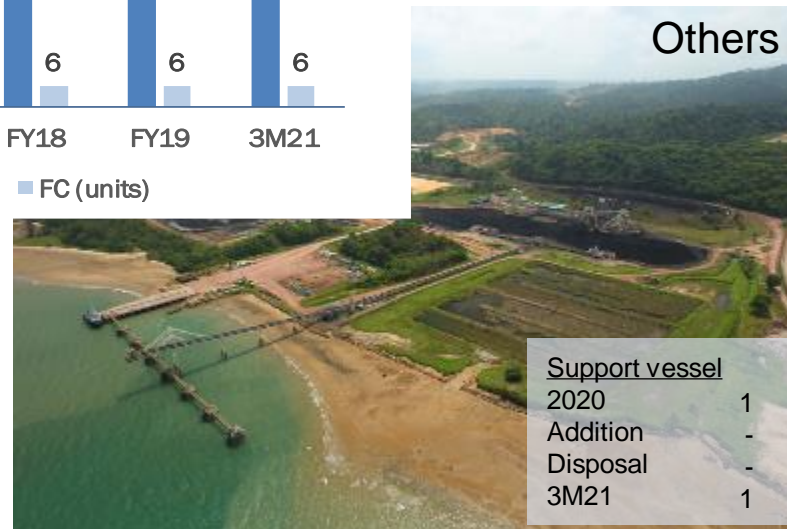 Others
6 6 6
FY18 FY19 3M21
FC (units)
Support vessel
2020 1
Addition -
Disposal -
3M21 1